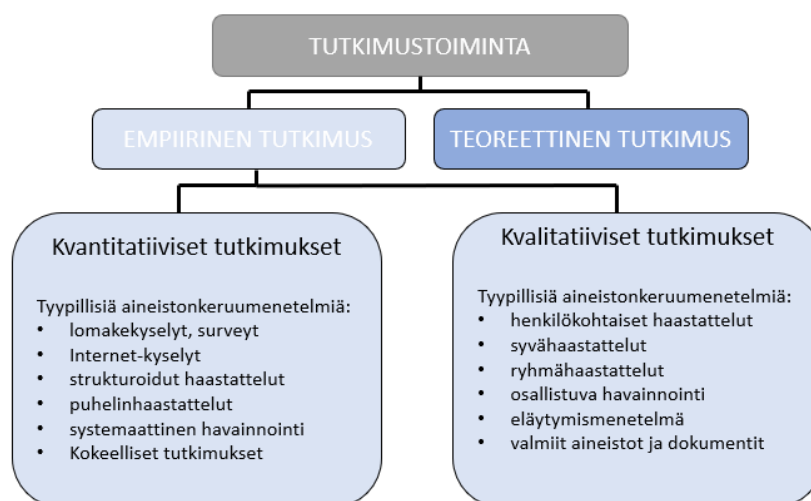 TUTKIMUSTOIMINTA
EMPIIRINEN TUTKIMUS
TEOREETTINEN TUTKIMUS
Kvantitatiiviset tutkimukset
Tyypillisiä aineistonkeruumenetelmiä:
• lomakekyselyt, surveyt
• Internet-kyselyt
• strukturoidut haastattelut
• puhelinhaastattelut
• systemaattinen havainnointi
• Kokeelliset tutkimukset
Kvalitatiiviset tutkimukset
Tyypillisiä aineistonkeruumenetelmiä:
• henkilökohtaiset haastattelut
• syvähaastattelut
• ryhmähaastattelut
• osallistuva havainnointi
• eläytymismenetelmä
• valmiit aineistot ja dokumentit